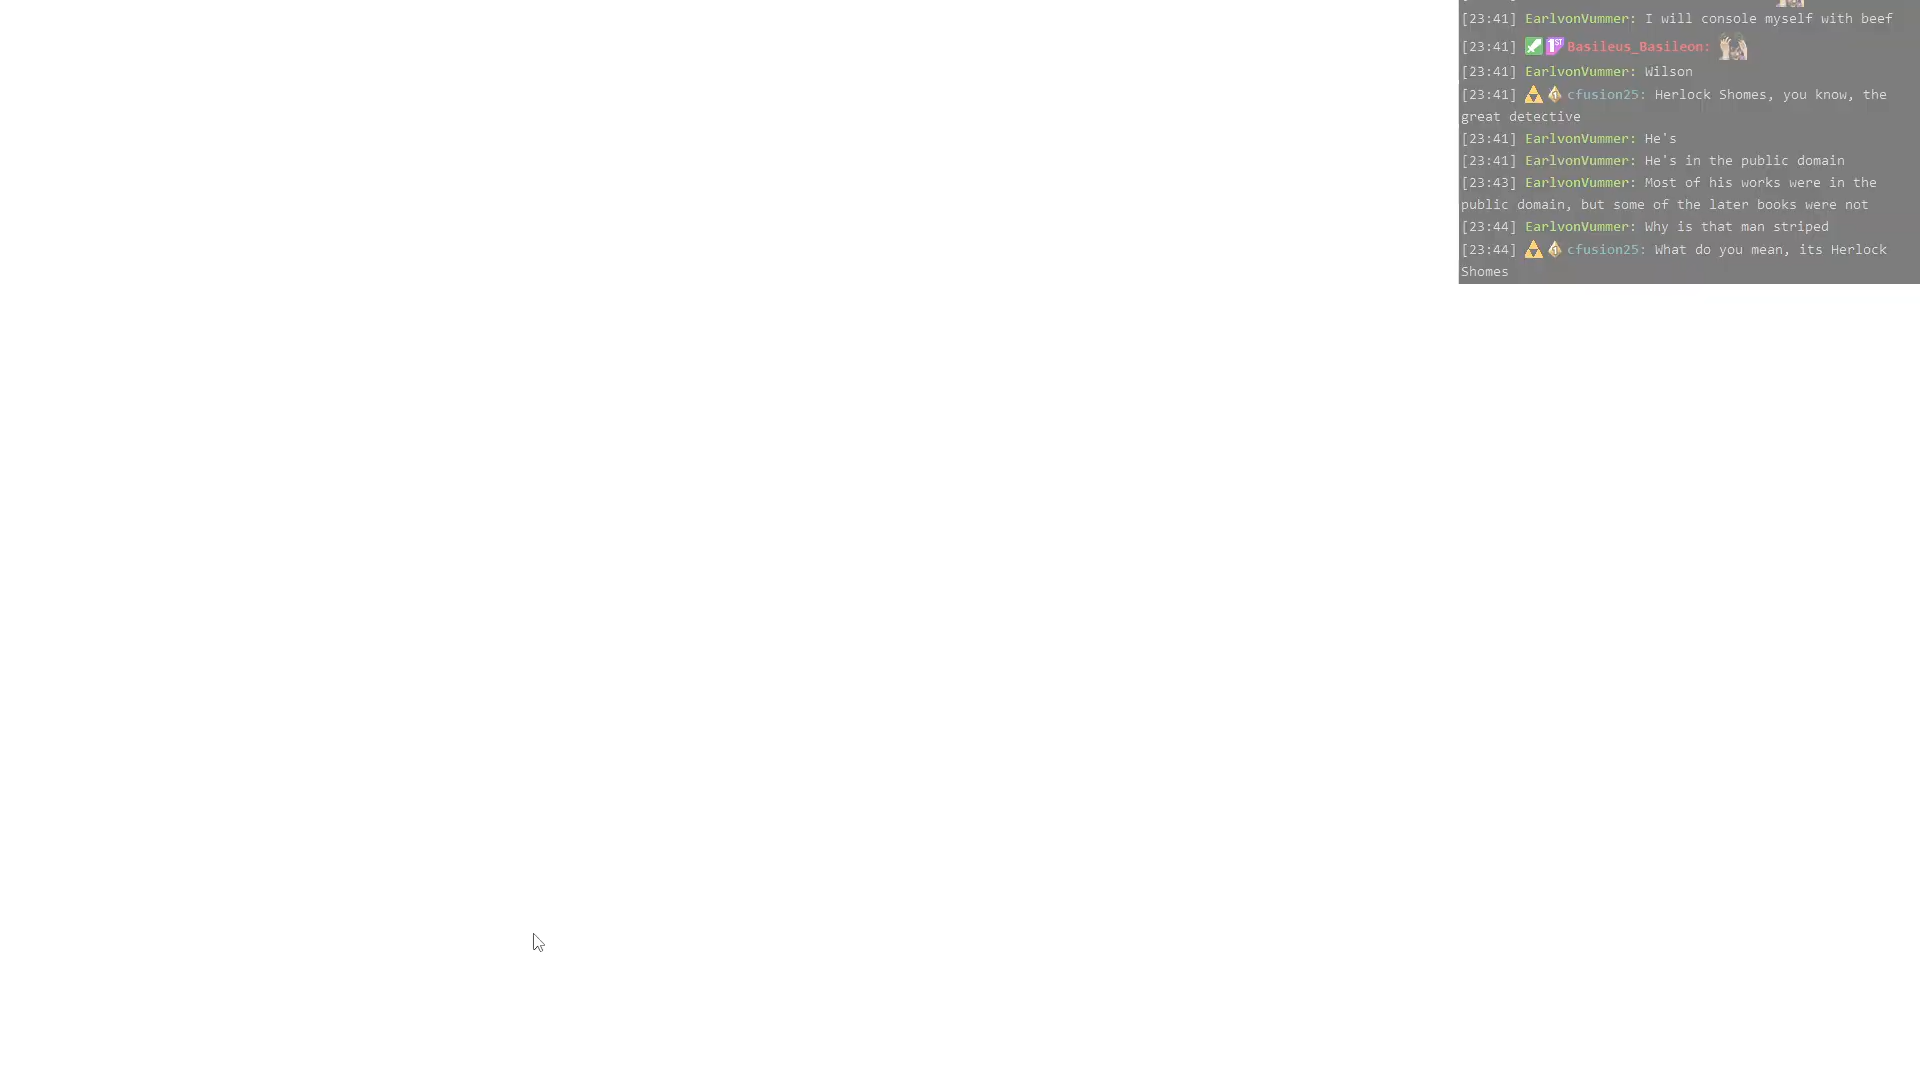 [23:41] EarlvonVummer: I will console myself with beef
[23:41] Basileus_Basileon:
[23:41] EarlvonVummer: Wilson
[23:41] cfusion25: Herlock Shomes, you know, the
great detective
[23:41] EarlvonVummer: He's
[23:41] EarlvonVummer: He's in the public domain
[23:43] EarlvonVummer: Most of his works were in the
public domain, but some of the later books were not
[23:44] EarlvonVummer: Why is that man striped
[23:44] cfusion25: What do you mean, its Herlock
Shomes